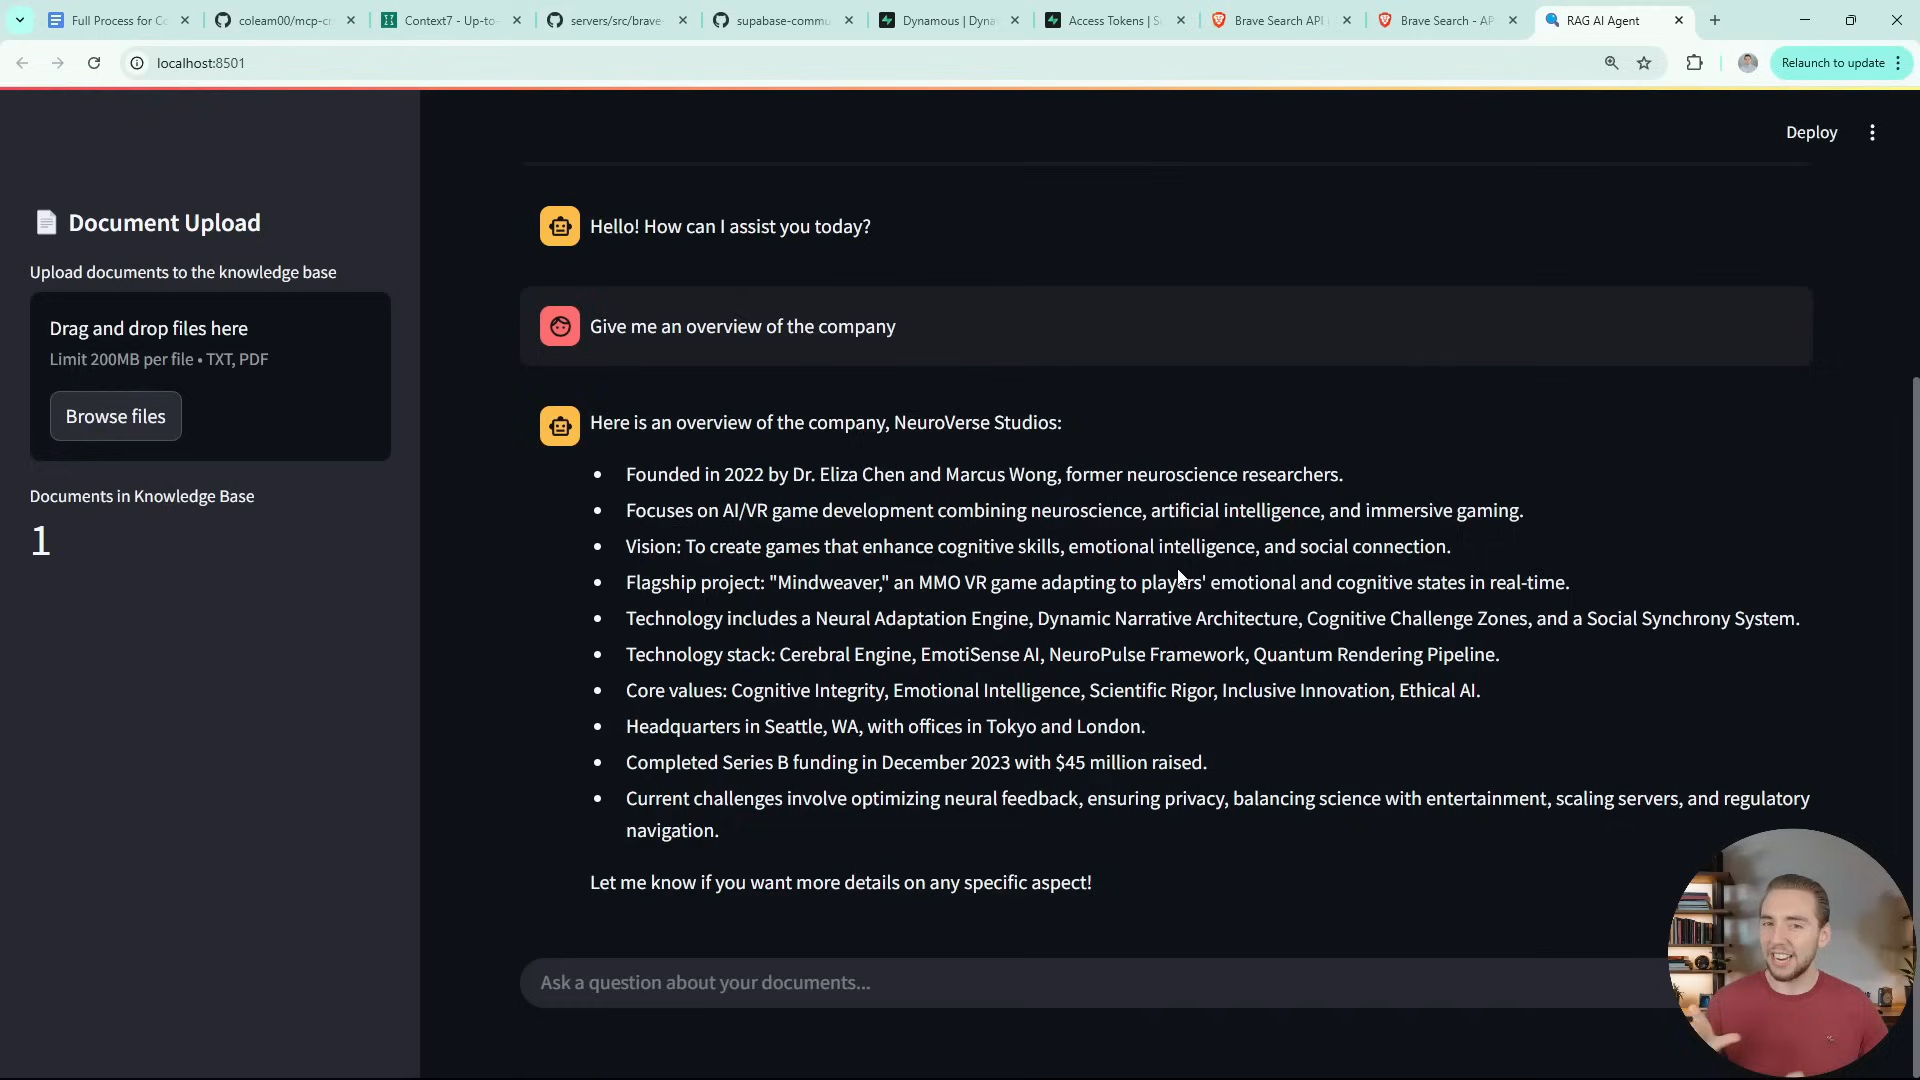 Full Process for Co
coleam00/mcp-cr
Context7 - Up-to-
servers/src/brave-
supabase-commu
Dynamous | Dyna
Access Tokens | S
Brave Search API
Brave Search - AP
RAG AI Agent
localhost:8501
Relaunch to update
Deploy
Document Upload
Upload documents to the knowledge base
Drag and drop files here
Limit 200MB per file • TXT, PDF
Browse files
Documents in Knowledge Base
1
Hello! How can I assist you today?
Give me an overview of the company
Here is an overview of the company, NeuroVerse Studios:
• Founded in 2022 by Dr. Eliza Chen and Marcus Wong, former neuroscience researchers.
• Focuses on AI/VR game development combining neuroscience, artificial intelligence, and immersive gaming.
• Vision: To create games that enhance cognitive skills, emotional intelligence, and social connection.
• Flagship project: "Mindweaver," an MMO VR game adapting to players' emotional and cognitive states in real-time.
• Technology includes a Neural Adaptation Engine, Dynamic Narrative Architecture, Cognitive Challenge Zones, and a Social Synchrony System.
• Technology stack: Cerebral Engine, EmotiSense AI, NeuroPulse Framework, Quantum Rendering Pipeline.
• Core values: Cognitive Integrity, Emotional Intelligence, Scientific Rigor, Inclusive Innovation, Ethical AI.
• Headquarters in Seattle, WA, with offices in Tokyo and London.
• Completed Series B funding in December 2023 with $45 million raised.
• Current challenges involve optimizing neural feedback, ensuring privacy, balancing science with entertainment, scaling servers, and regulatory
navigation.
Let me know if you want more details on any specific aspect!
Ask a question about your documents...